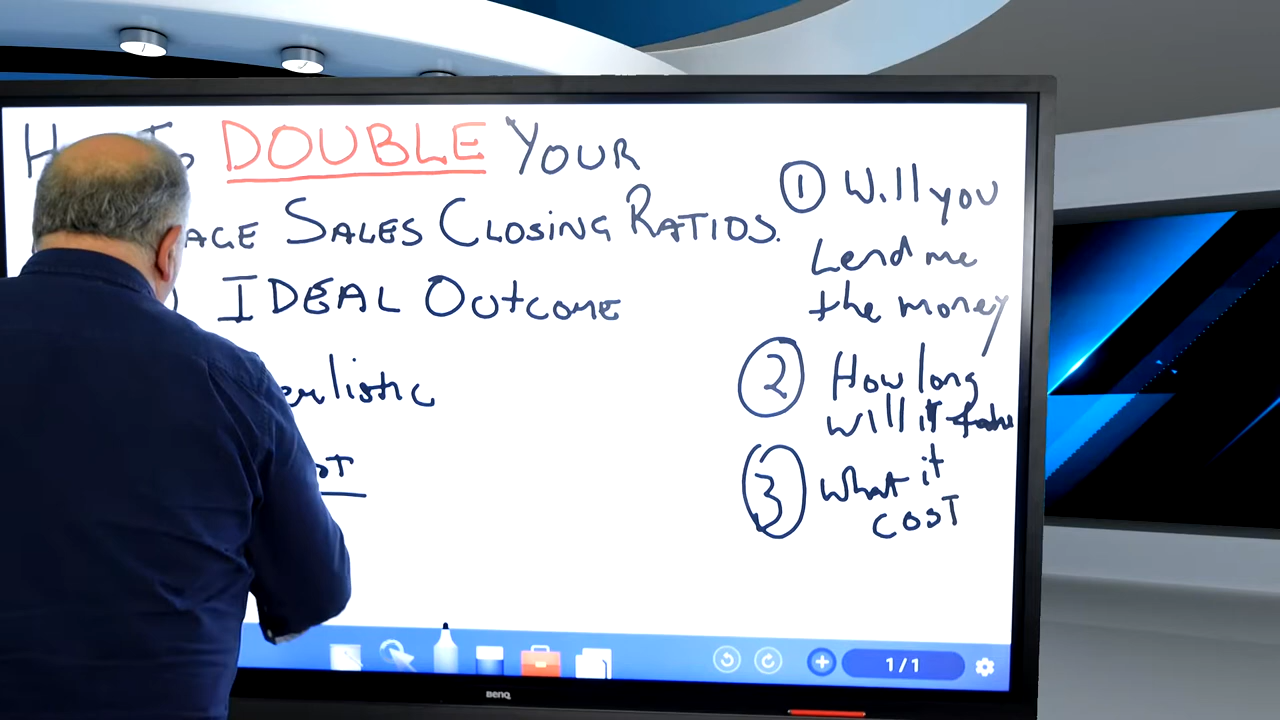 DOUBLE YOUR
SALES CLOSING RATIOS.
IDEAL OUTCOME
① Will you
Lend me
the money
② How long
will it take
③ What it
COST
1/1
BenQ